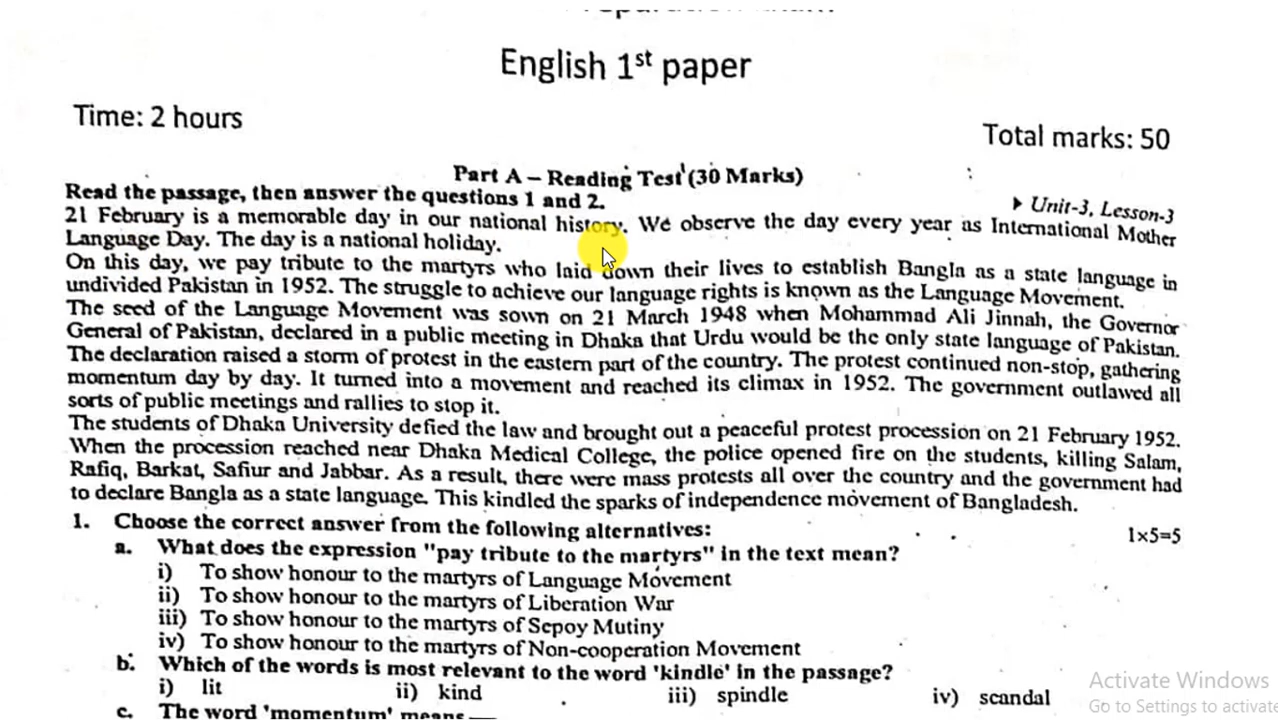 English 1st paper
Time: 2 hours
Total marks: 50
Part A – Reading Test (30 Marks)
Read the passage, then answer the questions 1 and 2.
▶ Unit-3, Lesson-3
21 February is a memorable day in our national history. We observe the day every year as International Mother
Language Day. The day is a national holiday.
On this day, we pay tribute to the martyrs who laid down their lives to establish Bangla as a state language in
undivided Pakistan in 1952. The struggle to achieve our language rights is known as the Language Movement.
The seed of the Language Movement was sown on 21 March 1948 when Mohammad Ali Jinnah, the Governor
General of Pakistan, declared in a public meeting in Dhaka that Urdu would be the only state language of Pakistan.
The declaration raised a storm of protest in the eastern part of the country. The protest continued non-stop, gathering
momentum day by day. It turned into a movement and reached its climax in 1952. The government outlawed all
sorts of public meetings and rallies to stop it.
The students of Dhaka University defied the law and brought out a peaceful protest procession on 21 February 1952.
When the procession reached near Dhaka Medical College, the police opened fire on the students, killing Salam,
Rafiq, Barkat, Safiur and Jabbar. As a result, there were mass protests all over the country and the government had
to declare Bangla as a state language. This kindled the sparks of independence movement of Bangladesh.
1. Choose the correct answer from the following alternatives:
1×5=5
a. What does the expression "pay tribute to the martyrs" in the text mean?
i) To show honour to the martyrs of Language Movement
ii) To show honour to the martyrs of Liberation War
iii) To show honour to the martyrs of Sepoy Mutiny
iv) To show honour to the martyrs of Non-cooperation Movement
b. Which of the words is most relevant to the word 'kindle' in the passage?
i) lit ii) kind iii) spindle iv) scandal
c. The word 'momentum' means —
Activate Windows
Go to Settings to activate